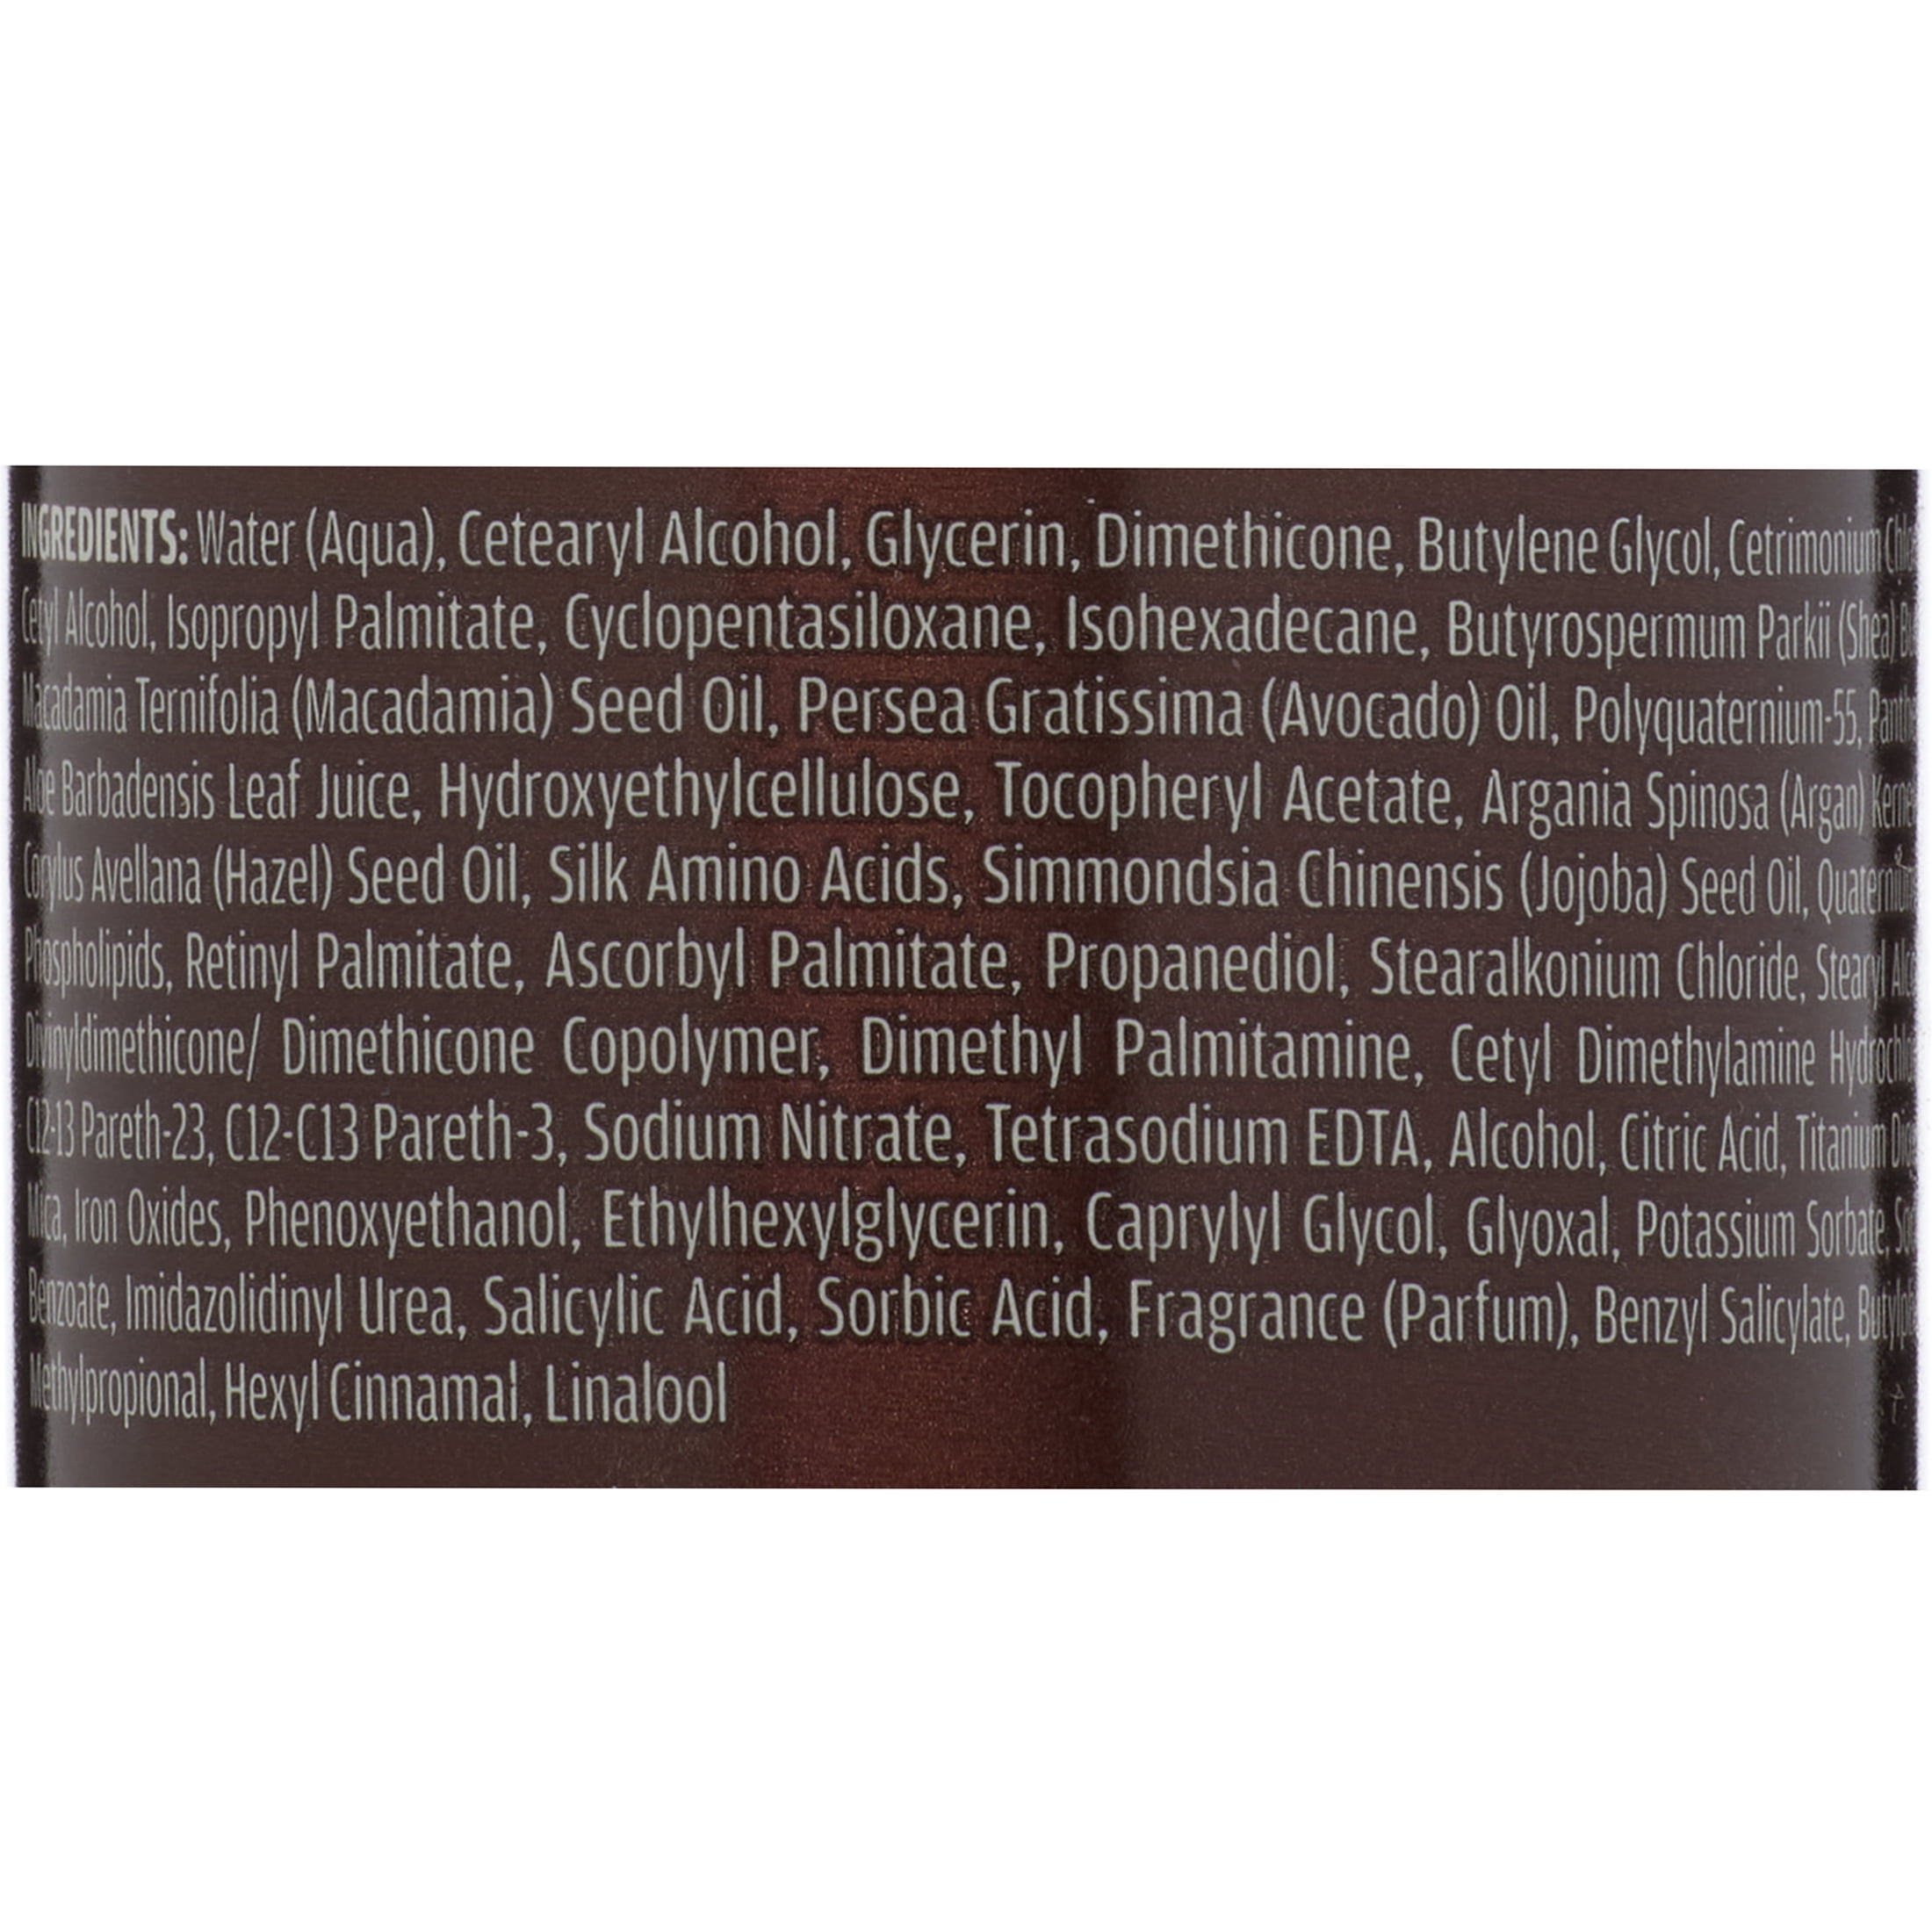 INGREDIENTS: Water (Aqua), Cetearyl Alcohol, Glycerin, Dimethicone, Butylene Glycol, Cetrimonium
Cetyl Alcohol, Isopropyl Palmitate, Cyclopentasiloxane, Isohexadecane, Butyrospermum Parkii (Shea)
Macadamia Ternifolia (Macadamia) Seed Oil, Persea Gratissima (Avocado) Oil, Polyquaternium-55,
Aloe Barbadensis Leaf Juice, Hydroxyethylcellulose, Tocopheryl Acetate, Argania Spinosa (Argan)
Corylus Avellana (Hazel) Seed Oil, Silk Amino Acids, Simmondsia Chinensis (Jojoba) Seed Oil,
Phospholipids, Retinyl Palmitate, Ascorbyl Palmitate, Propanediol, Stearalkonium Chloride, Stearyl
Divinyldimethicone/ Dimethicone Copolymer, Dimethyl Palmitamine, Cetyl Dimethylamine
C12-13 Pareth-23, C12-C13 Pareth-3, Sodium Nitrate, Tetrasodium EDTA, Alcohol, Citric Acid, Titanium
Mica, Iron Oxides, Phenoxyethanol, Ethylhexylglycerin, Caprylyl Glycol, Glyoxal, Potassium Sorbate,
Benzoate, Imidazolidinyl Urea, Salicylic Acid, Sorbic Acid, Fragrance (Parfum), Benzyl Salicylate,
Methylpropional, Hexyl Cinnamal, Linalool